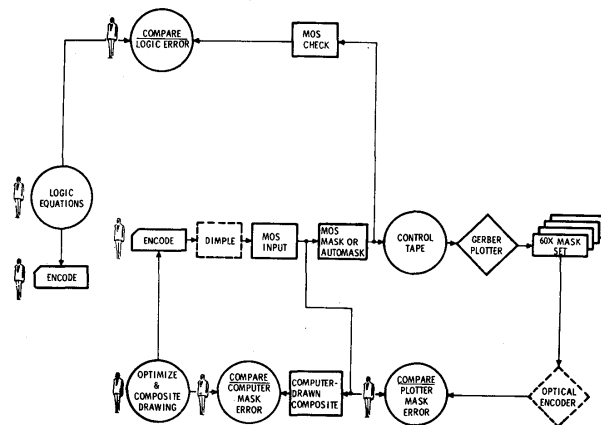 COMPARE
LOGIC ERROR
MOS
CHECK
LOGIC
EQUATIONS
ENCODE
ENCODE
DIMPLE
MOS
INPUT
MOS
MASK OR
AUTOMASK
CONTROL
TAPE
GERBER
PLOTTER
60X MASK
SET
OPTIMIZE
&
COMPOSITE
DRAWING
COMPARE
COMPUTER
MASK
ERROR
COMPUTER-
DRAWN
COMPOSITE
COMPARE
PLOTTER
MASK
ERROR
OPTICAL
ENCODER